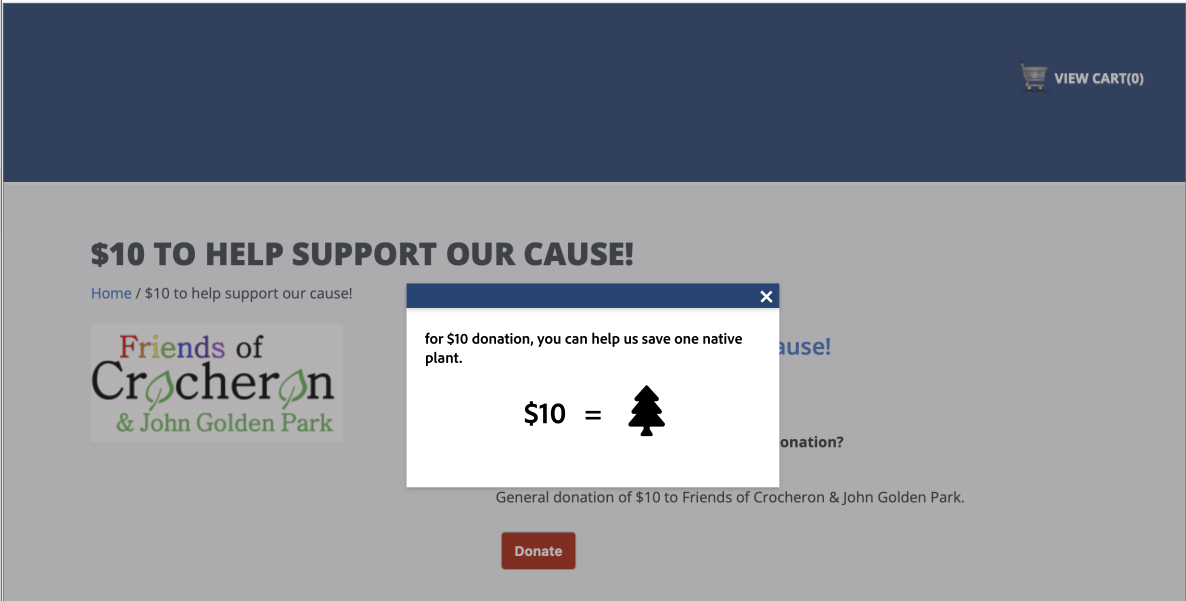 VIEW CART(0)
$10 TO HELP SUPPORT OUR CAUSE!
Home / $10 to help support our cause!
Friends of
Crocheron
& John Golden Park
for $10 donation, you can help us save one native
plant.
$10 =
ause!
onation?
General donation of $10 to Friends of Crocheron & John Golden Park.
Donate